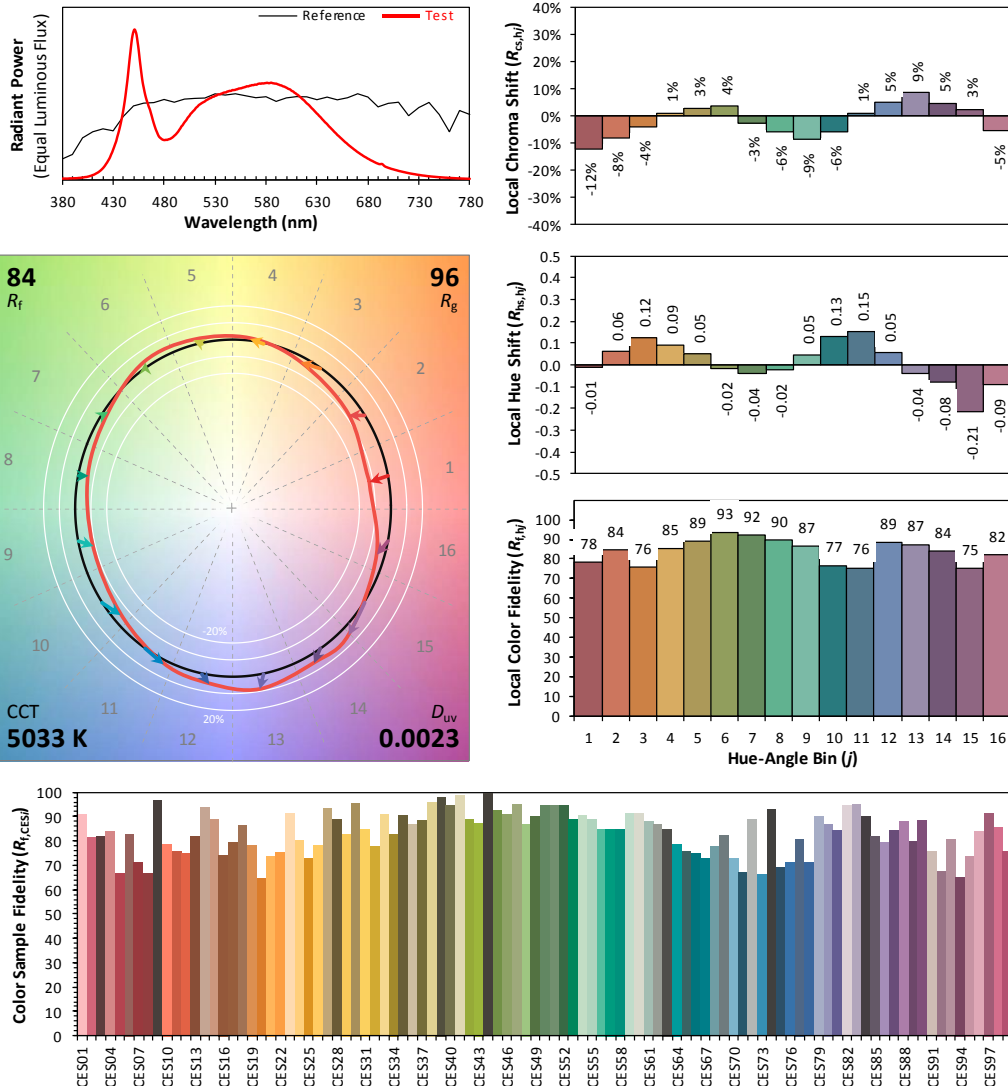 Radiant Power
(Equal Luminous Flux)
Reference Test
380 430 480 530 580 630 680 730 780
Wavelength (nm)
Local Chroma Shift (Rcs,hj)
40%
30%
20%
10%
0%
-10%
-20%
-30%
-40%
-12% -8% -4% 1% 3% 4% -3% -6% -9% -6% 1% 5% 9% 5% 3% -5%
84
Rf
96
Rg
5 4
6 3
7 2
8 1
9 16
10 15
11 14
12 13
-20%
20%
CCT
5033 K
Duv
0.0023
Local Hue Shift (Rhs,hj)
0.5
0.4
0.3
0.2
0.1
0.0
-0.1
-0.2
-0.3
-0.4
-0.5
-0.01 0.06 0.12 0.09 0.05 -0.02 -0.04 -0.02 0.05 0.13 0.15 0.05 -0.04 -0.08 -0.21 -0.09
Local Color Fidelity (Rf,hj)
100
90
80
70
60
50
40
30
20
10
0
78 84 76 85 89 93 92 90 87 77 76 89 87 84 75 82
1 2 3 4 5 6 7 8 9 10 11 12 13 14 15 16
Hue-Angle Bin (j)
Color Sample Fidelity (Rf,CESi)
100
90
80
70
60
50
40
30
20
10
0
CES01 CES04 CES07 CES10 CES13 CES16 CES19 CES22 CES25 CES28 CES31 CES34 CES37 CES40 CES43 CES46 CES49 CES52 CES55 CES58 CES61 CES64 CES67 CES70 CES73 CES76 CES79 CES82 CES85 CES88 CES91 CES94 CES97